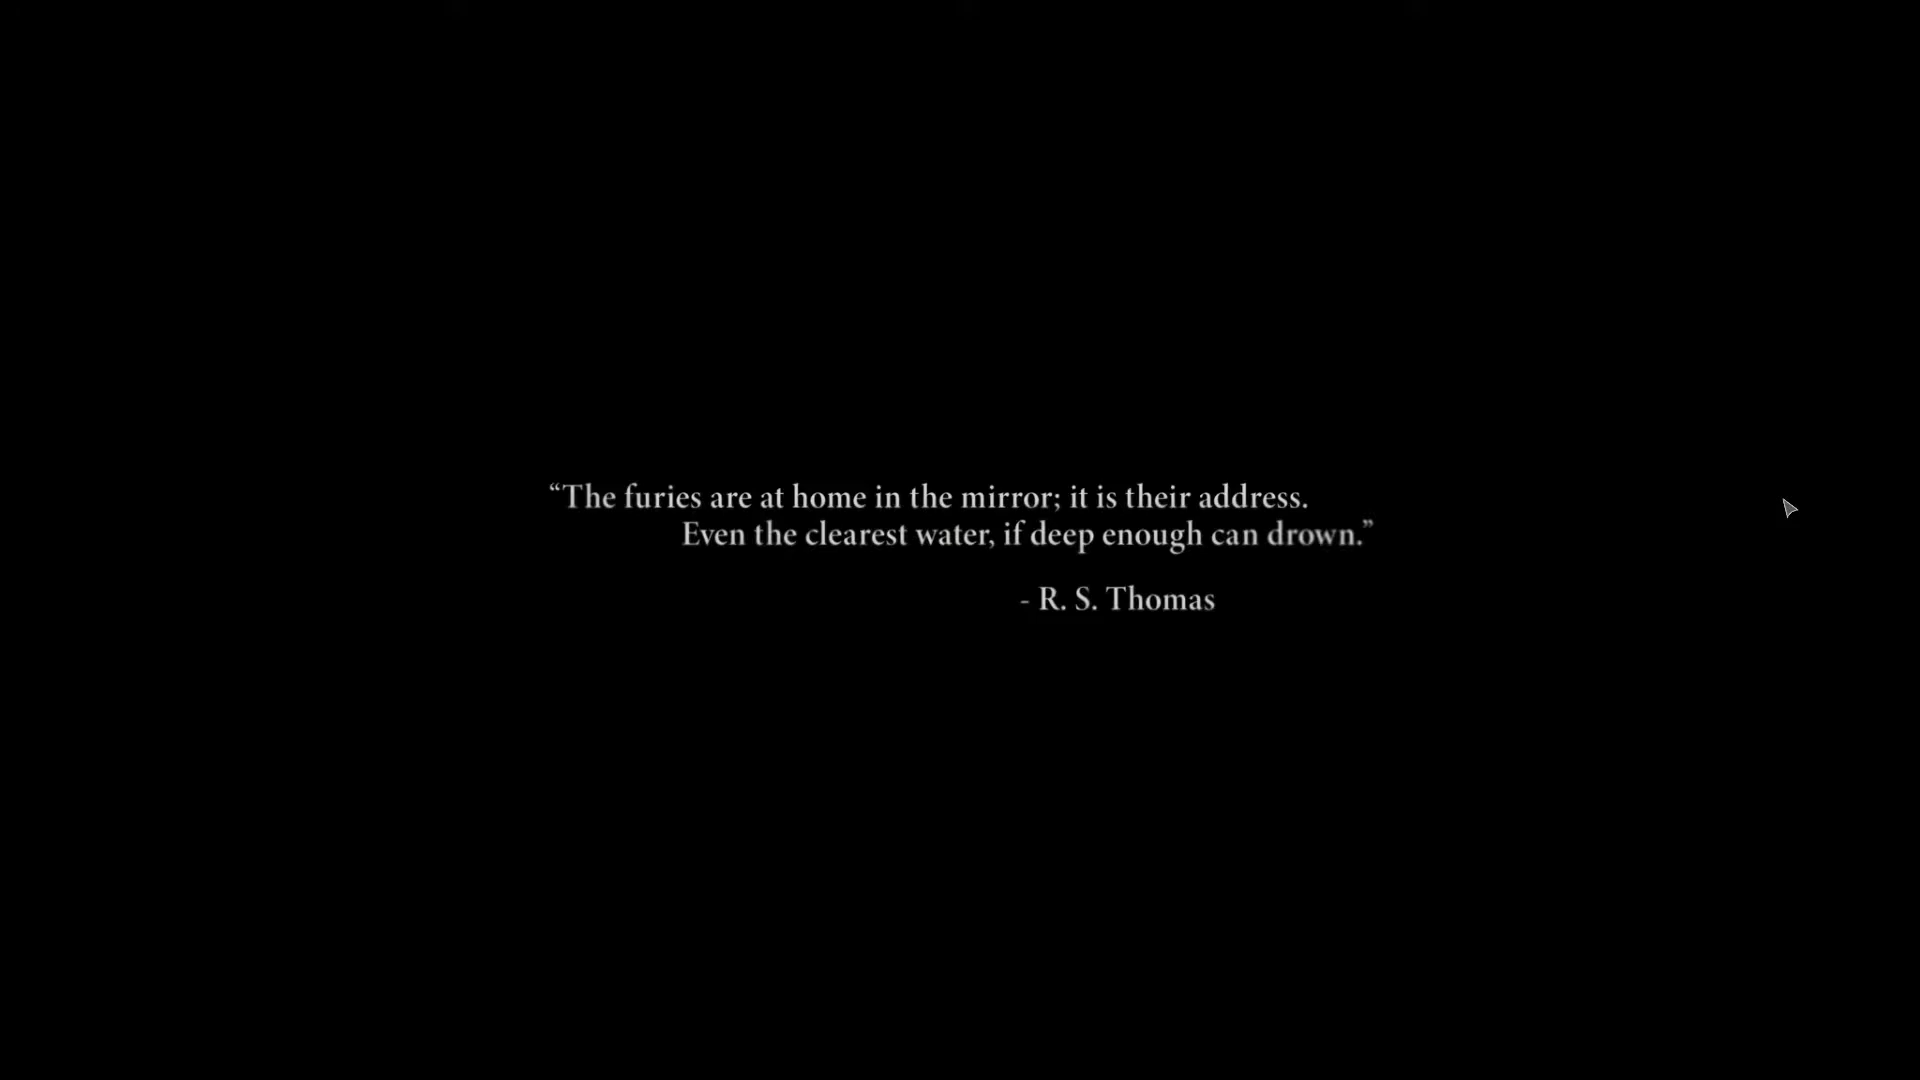 “The furies are at home in the mirror; it is their address.
Even the clearest water, if deep enough can drown.”
- R. S. Thomas